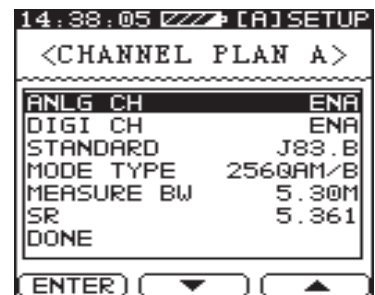 14:38:05 [A]SETUP
<CHANNEL PLAN A>
ANLG CH ENA
DIGI CH ENA
STANDARD J83.B
MODE TYPE 256QAM/B
MEASURE BW 5.30M
SR 5.361
DONE
ENTER